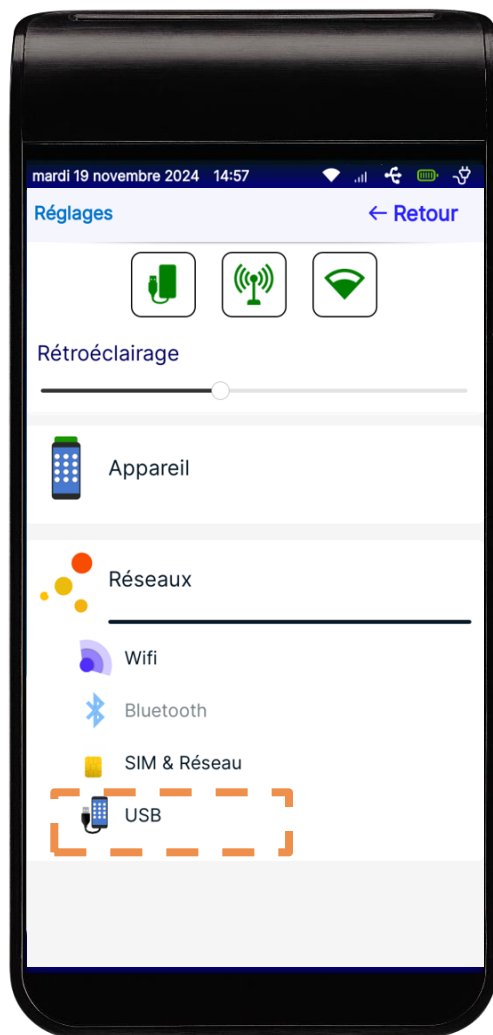 mardi 19 novembre 2024 14:57
Réglages ← Retour
Rétroéclairage
Appareil
Réseaux
Wifi
Bluetooth
SIM & Réseau
USB